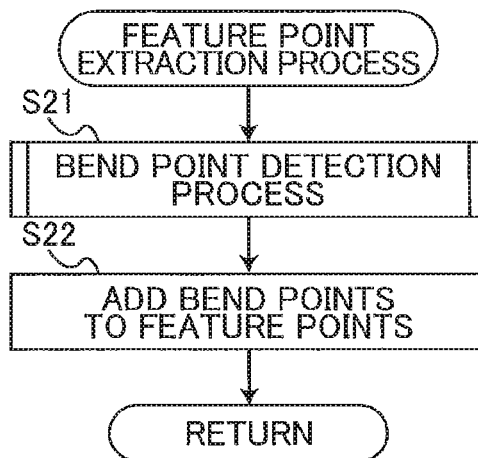 FEATURE POINT
EXTRACTION PROCESS
S21
BEND POINT DETECTION
PROCESS
S22
ADD BEND POINTS
TO FEATURE POINTS
RETURN